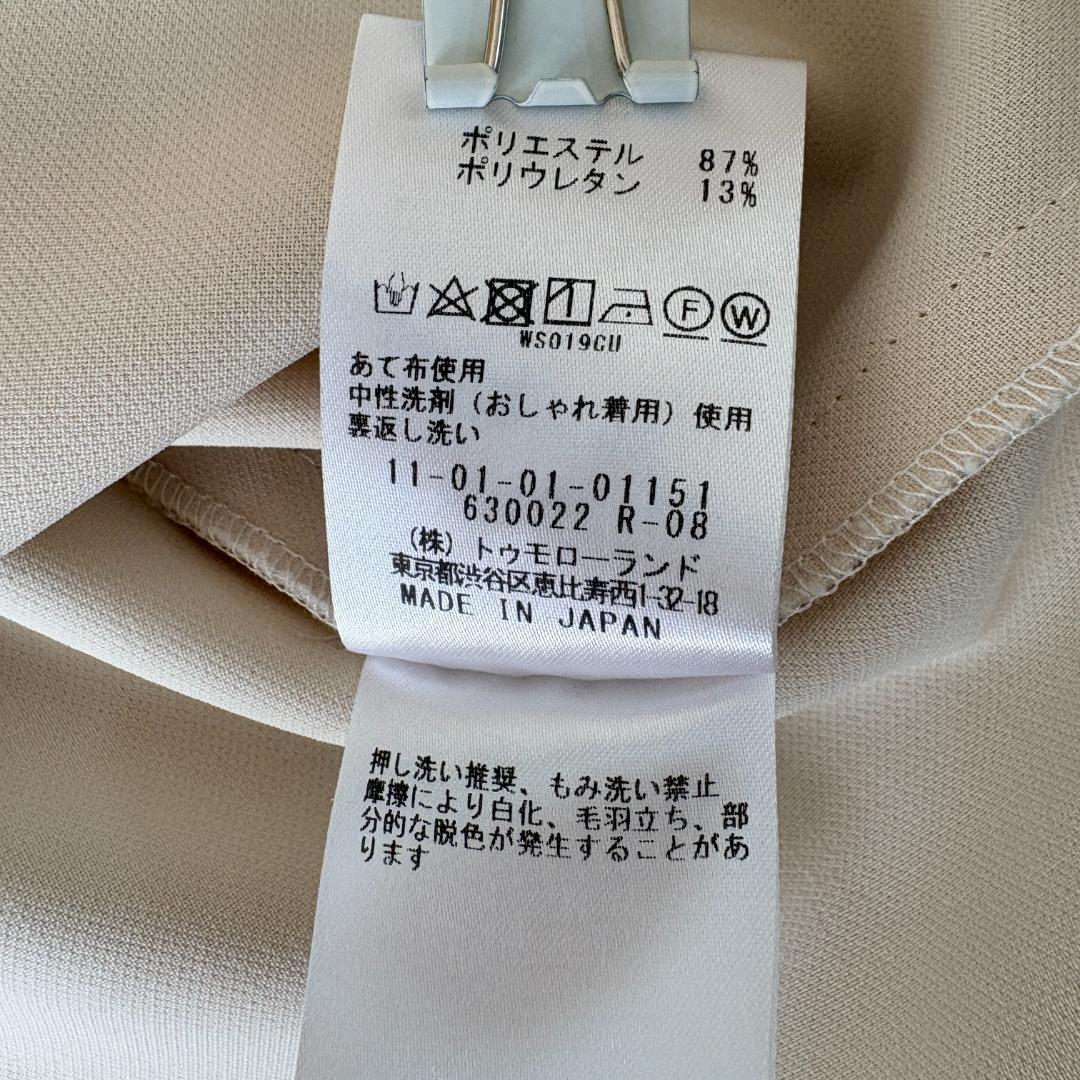 ポリエステル 87%
ポリウレタン 13%
F W
WS019CU
あて布使用
中性洗剤（おしゃれ着用）使用
裏返し洗い
11-01-01-01151
630022 R-08
（株）トゥモローランド
東京都渋谷区恵比寿西1-32-18
MADE IN JAPAN
押し洗い推奨、もみ洗い禁止
摩擦により白化、毛羽立ち、部
分的な脱色が発生することがあ
ります